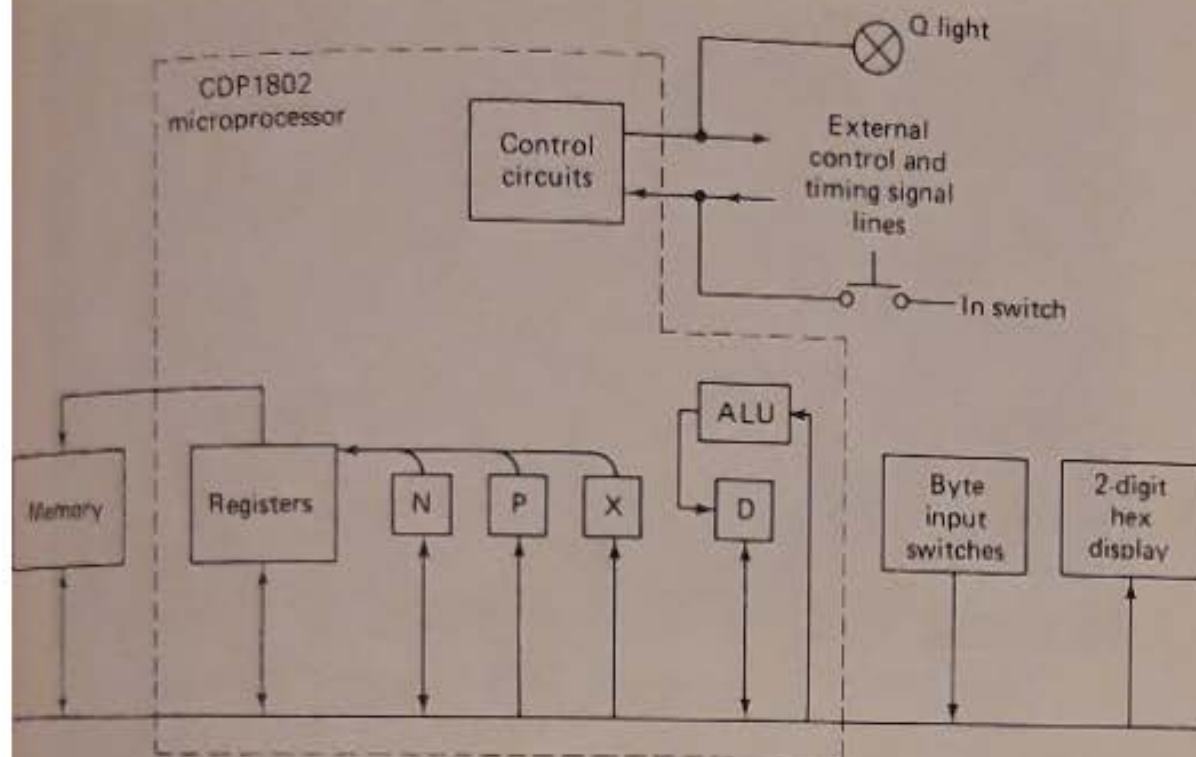 Q light
CDP1802
microprocessor
Control
circuits
External
control and
timing signal
lines
In switch
ALU
Memory
Registers
N
P
X
D
Byte
input
switches
2-digit
hex
display